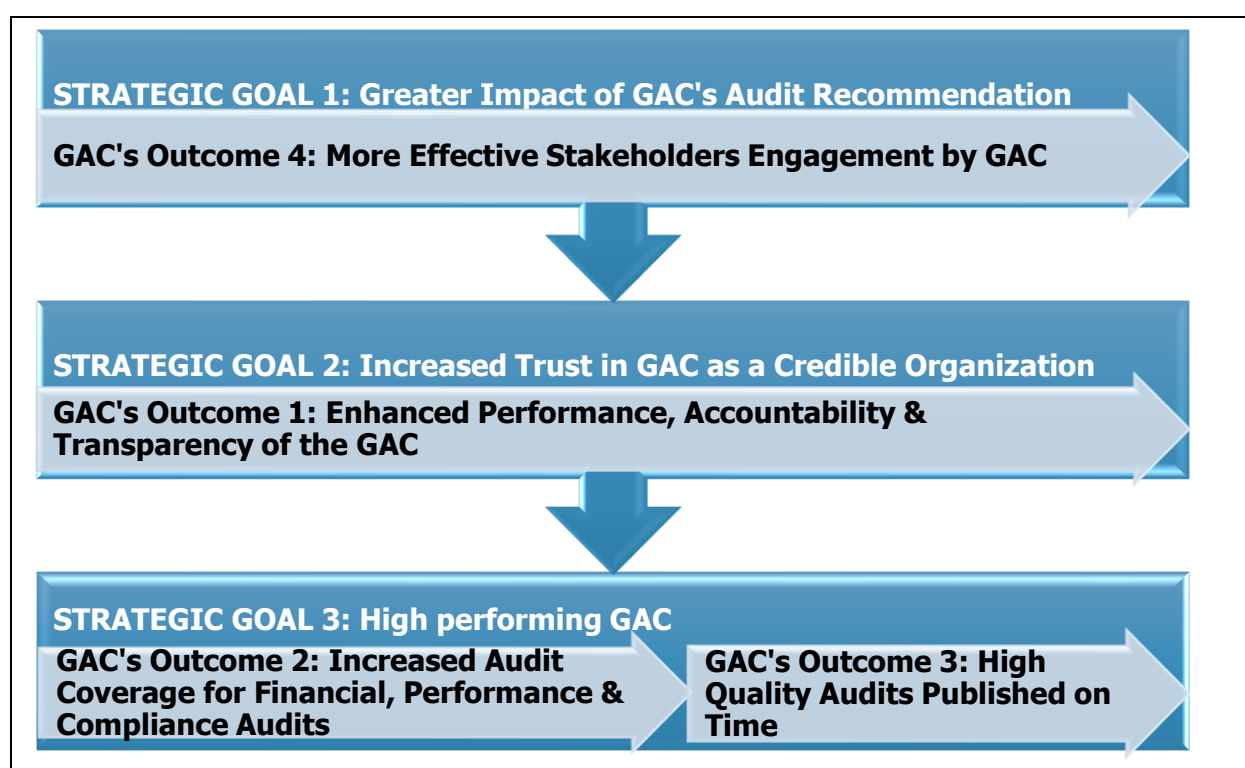 STRATEGIC GOAL 1: Greater Impact of GAC's Audit Recommendation
GAC's Outcome 4: More Effective Stakeholders Engagement by GAC
STRATEGIC GOAL 2: Increased Trust in GAC as a Credible Organization
GAC's Outcome 1: Enhanced Performance, Accountability &
Transparency of the GAC
STRATEGIC GOAL 3: High performing GAC
GAC's Outcome 2: Increased Audit
Coverage for Financial, Performance &
Compliance Audits
GAC's Outcome 3: High
Quality Audits Published on
Time